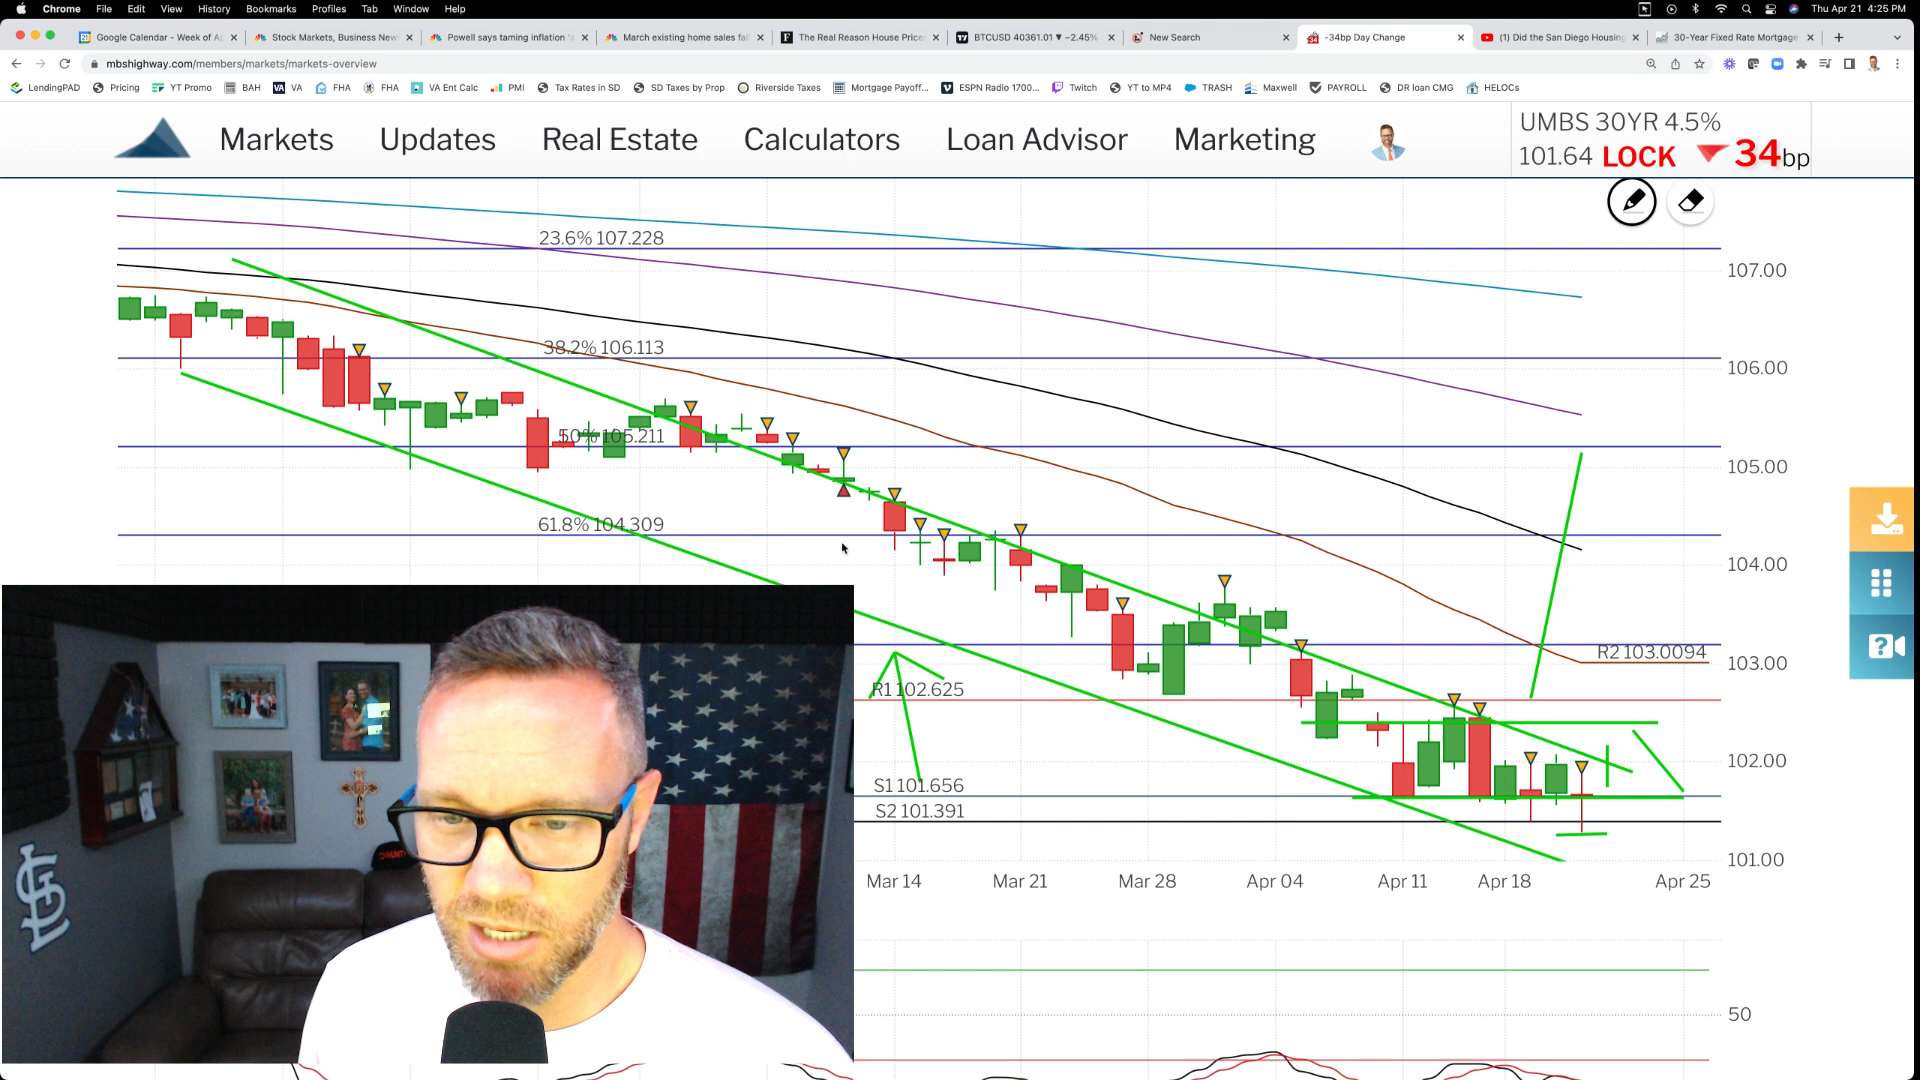 Chrome File Edit View History Bookmarks Profiles Tab Window Help Thu Apr 21 4:25 PM
Google Calendar - Week of Ap Stock Markets, Business New Powell says taming inflation March existing home sales fal The Real Reason House Price BTCUSD 40361.01 ▼ −2.45% New Search -34bp Day Change (1) Did the San Diego Housing 30-Year Fixed Rate Mortgage
mbshighway.com/members/markets/markets-overview
LendingPAD Pricing YT Promo BAH VA VA FHA FHA VA Ent Calc PMI Tax Rates in SD SD Taxes by Prop Riverside Taxes Mortgage Payoff... ESPN Radio 1700... Twitch YT to MP4 TRASH Maxwell PAYROLL DR loan CMG HELOCs
Markets Updates Real Estate Calculators Loan Advisor Marketing
UMBS 30YR 4.5%
101.64 LOCK ▼ 34bp
23.6% 107.228
107.00
38.2% 106.113
106.00
50% 105.211
105.00
61.8% 104.309
104.00
R2 103.0094
103.00
R1 102.625
102.00
S1 101.656
S2 101.391
101.00
Mar 14 Mar 21 Mar 28 Apr 04 Apr 11 Apr 18 Apr 25
50